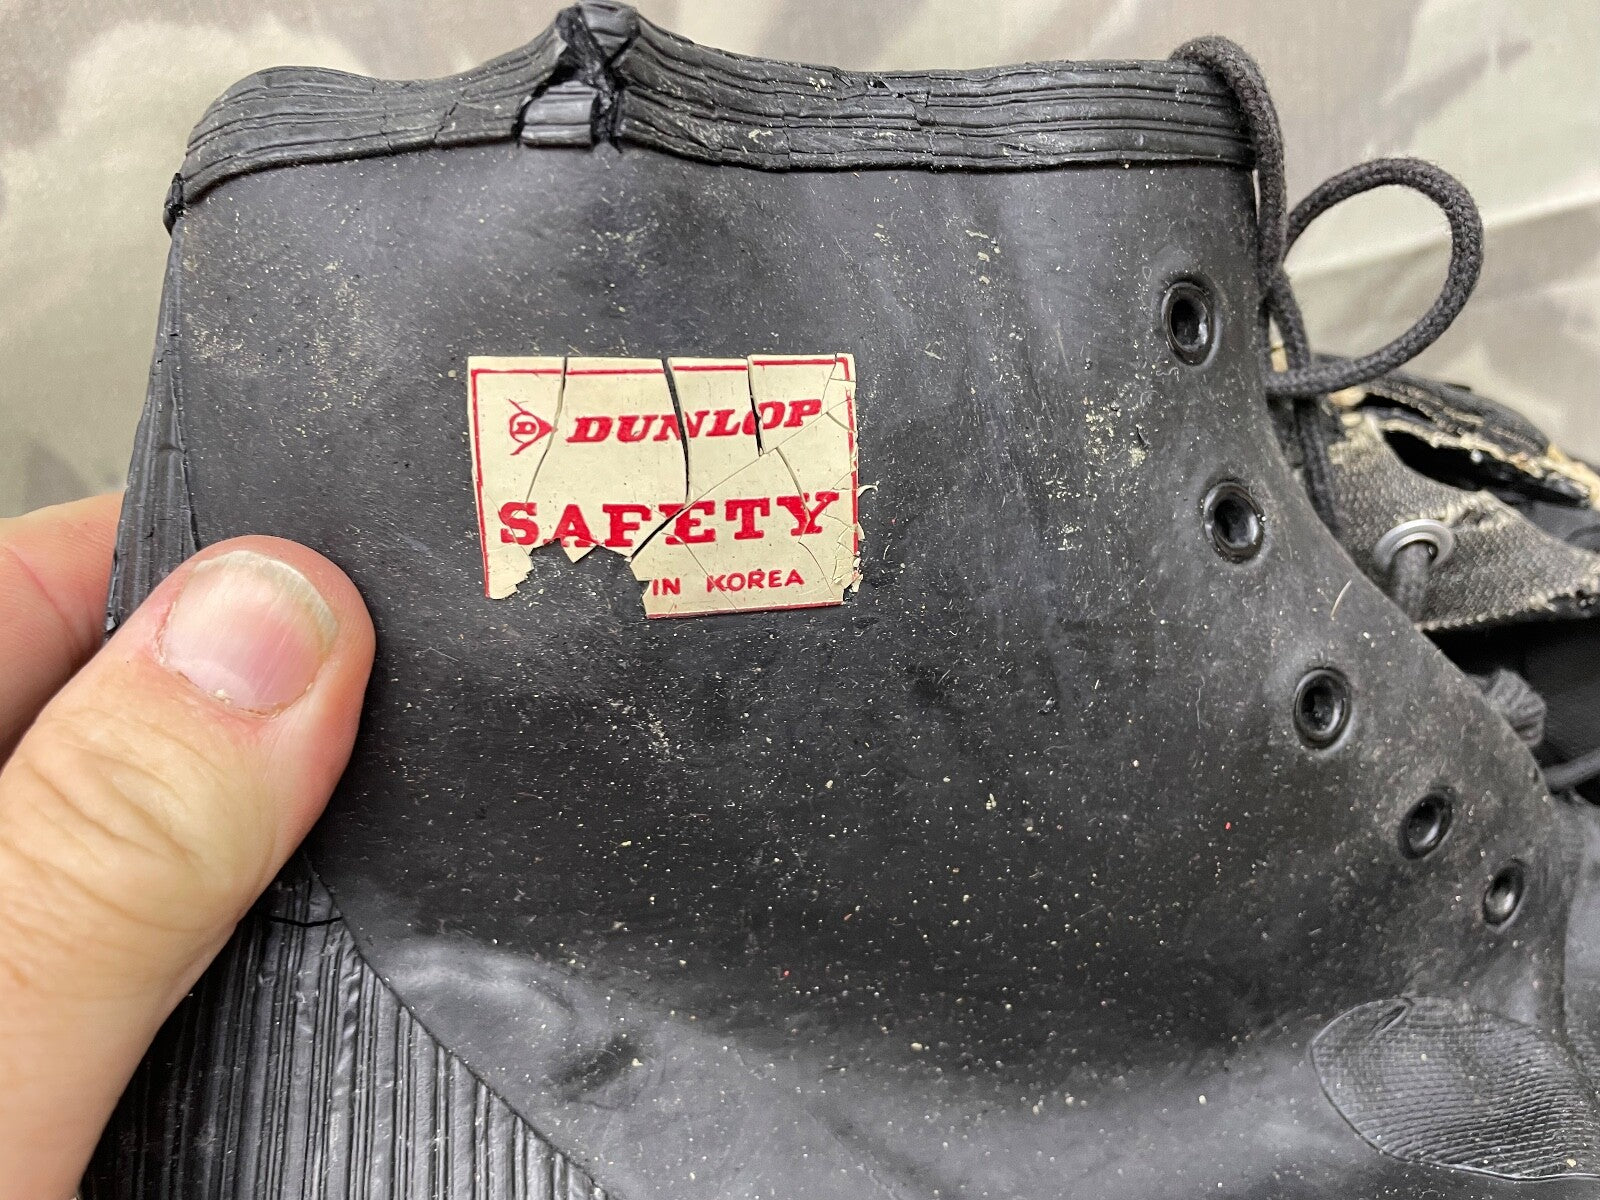 D DUNLOP
SAFETY
IN KOREA